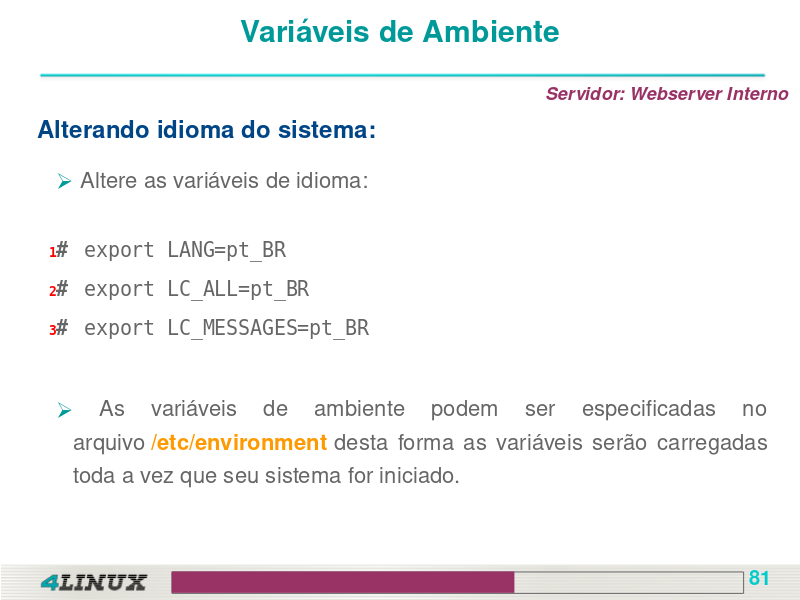 Variáveis de Ambiente
Servidor: Webserver Interno
Alterando idioma do sistema:
➢ Altere as variáveis de idioma:
1# export LANG=pt_BR
2# export LC_ALL=pt_BR
3# export LC_MESSAGES=pt_BR
➢ As variáveis de ambiente podem ser especificadas no
arquivo /etc/environment desta forma as variáveis serão carregadas
toda a vez que seu sistema for iniciado.
4LINUX
81